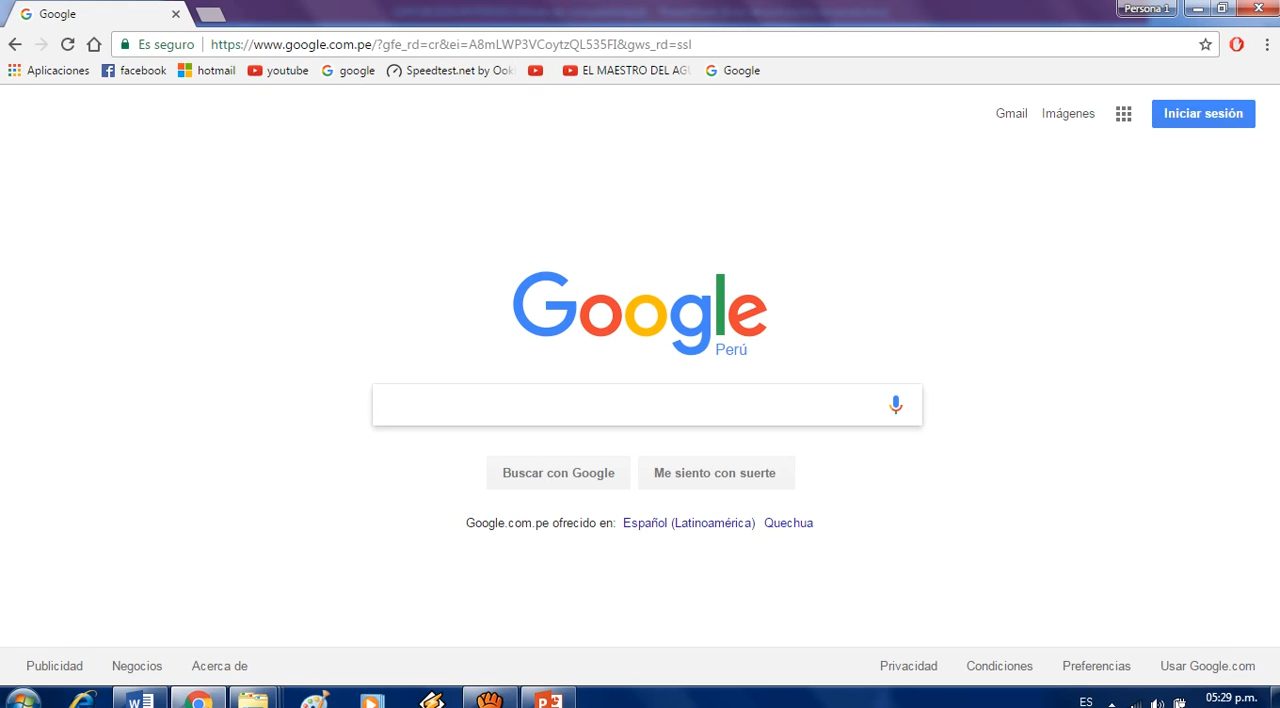 Google
Persona 1
Es seguro https://www.google.com.pe/?gfe_rd=cr&ei=A8mLWP3VCoytzQL535FI&gws_rd=ssl
Aplicaciones facebook hotmail youtube google Speedtest.net by Ook EL MAESTRO DEL AGU Google
Gmail Imágenes Iniciar sesión
Google
Perú
Buscar con Google Me siento con suerte
Google.com.pe ofrecido en: Español (Latinoamérica) Quechua
Publicidad Negocios Acerca de Privacidad Condiciones Preferencias Usar Google.com
ES 05:29 p.m.